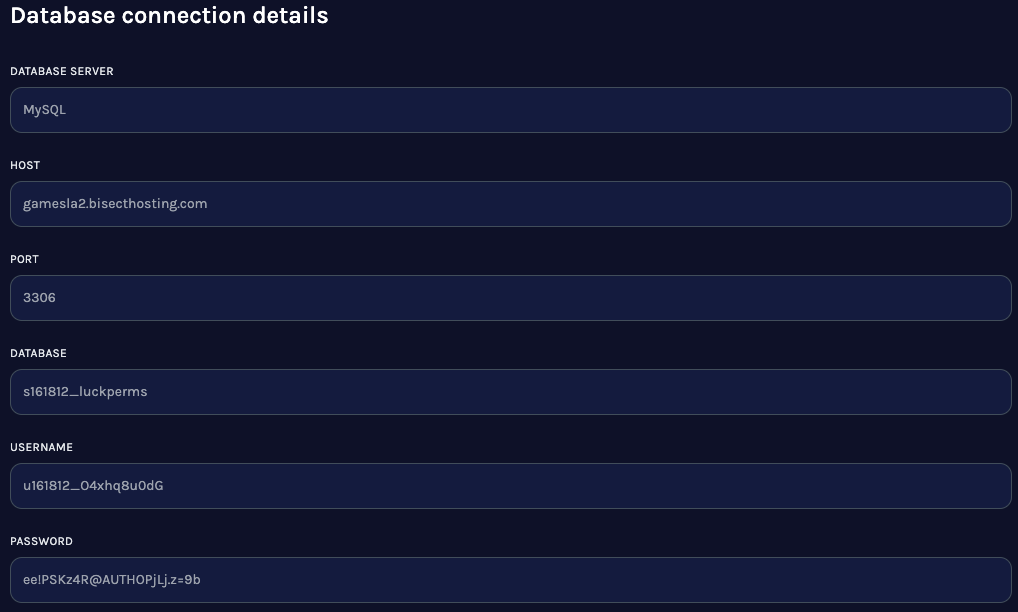 Database connection details
DATABASE SERVER
MySQL
HOST
gamesla2.bisecthosting.com
PORT
3306
DATABASE
s161812_luckperms
USERNAME
u161812_O4xhq8u0dG
PASSWORD
ee!PSKz4R@AUTHOPjLj.z=9b